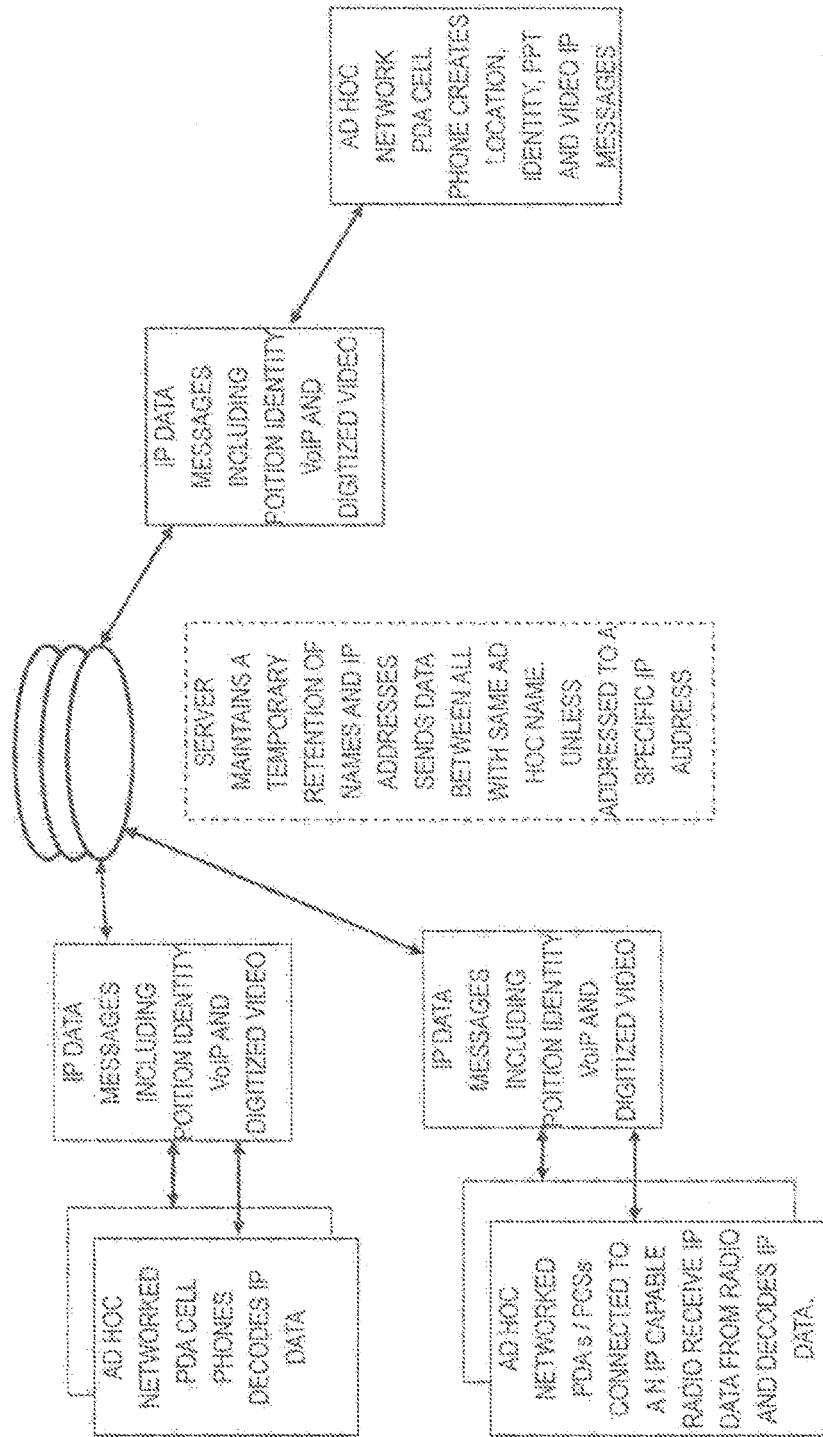 AD HOC
NETWORKED
PDA CELL
PHONES
DECODES IP
DATA
IP DATA
MESSAGES
INCLUDING
POITION IDENTITY
VoIP AND
DIGITIZED VIDEO
AD HOC
NETWORKED
PDA s / PCSs
CONNECTED TO
A N IP CAPABLE
RADIO RECEIVE IP
DATA FROM RADIO
AND DECODES IP
DATA.
IP DATA
MESSAGES
INCLUDING
POITION IDENTITY
VoIP AND
DIGITIZED VIDEO
SERVER
MAINTAINS A
TEMPORARY
RETENTION OF
NAMES AND IP
ADDRESSES
SENDS DATA
BETWEEN ALL
WITH SAME AD
HOC NAME.
UNLESS
ADDRESSED TO A
SPECIFIC IP
ADDRESS
IP DATA
MESSAGES
INCLUDING
POITION IDENTITY
VoIP AND
DIGITIZED VIDEO
AD HOC
NETWORK
PDA CELL
PHONE CREATES
LOCATION,
IDENTITY, PPT
AND VIDEO IP
MESSAGES